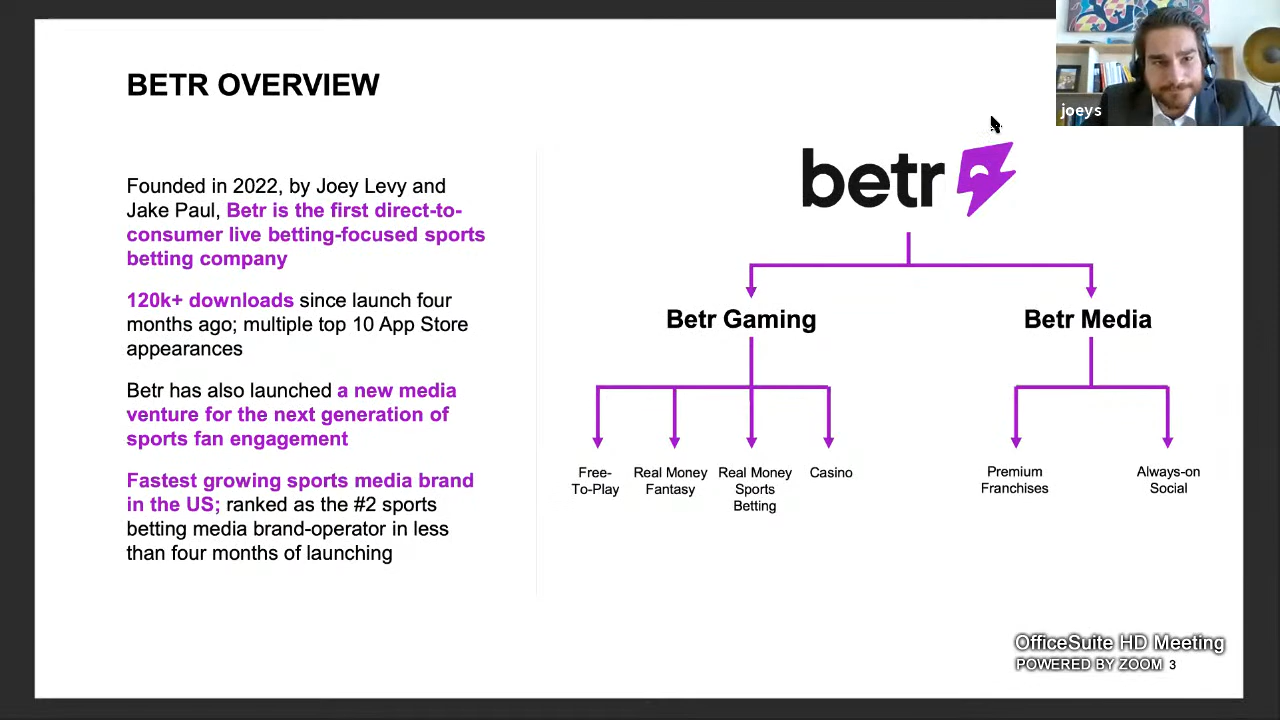 BETR OVERVIEW
joeys
Founded in 2022, by Joey Levy and
Jake Paul, Betr is the first direct-to-
consumer live betting-focused sports
betting company
120k+ downloads since launch four
months ago; multiple top 10 App Store
appearances
Betr has also launched a new media
venture for the next generation of
sports fan engagement
Fastest growing sports media brand
in the US; ranked as the #2 sports
betting media brand-operator in less
than four months of launching
betr
Betr Gaming
Betr Media
Free-
To-Play
Real Money
Fantasy
Real Money
Sports
Betting
Casino
Premium
Franchises
Always-on
Social
OfficeSuite HD Meeting
POWERED BY ZOOM 3